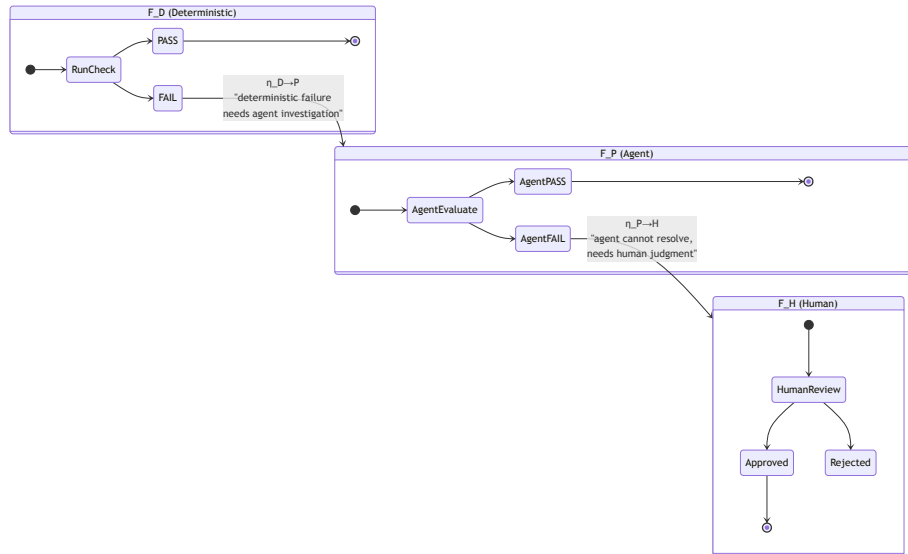 F_D (Deterministic)
PASS
RunCheck
FAIL
η_D→P
"deterministic failure
needs agent investigation"
F_P (Agent)
AgentPASS
AgentEvaluate
AgentFAIL
η_P→H
"agent cannot resolve,
needs human judgment"
F_H (Human)
HumanReview
Approved
Rejected